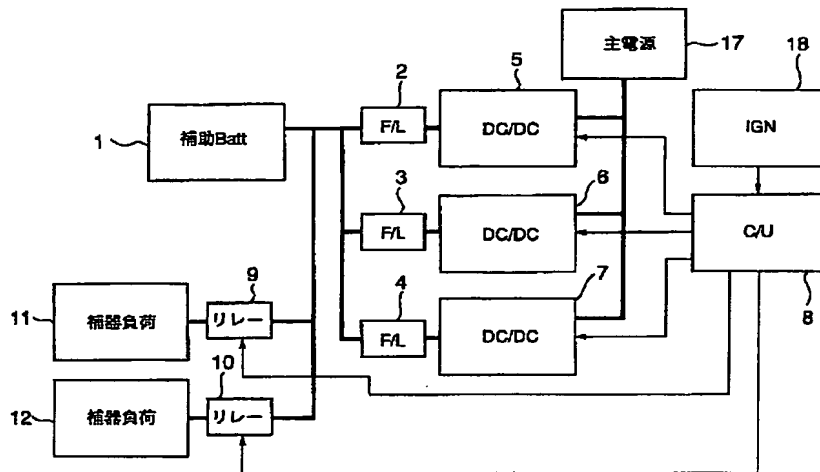 主電源
17
18
2
5
補助Batt
1
F/L
DC/DC
IGN
3
6
F/L
DC/DC
C/U
8
4
7
F/L
DC/DC
9
11
補器負荷
リレー
10
12
補器負荷
リレー